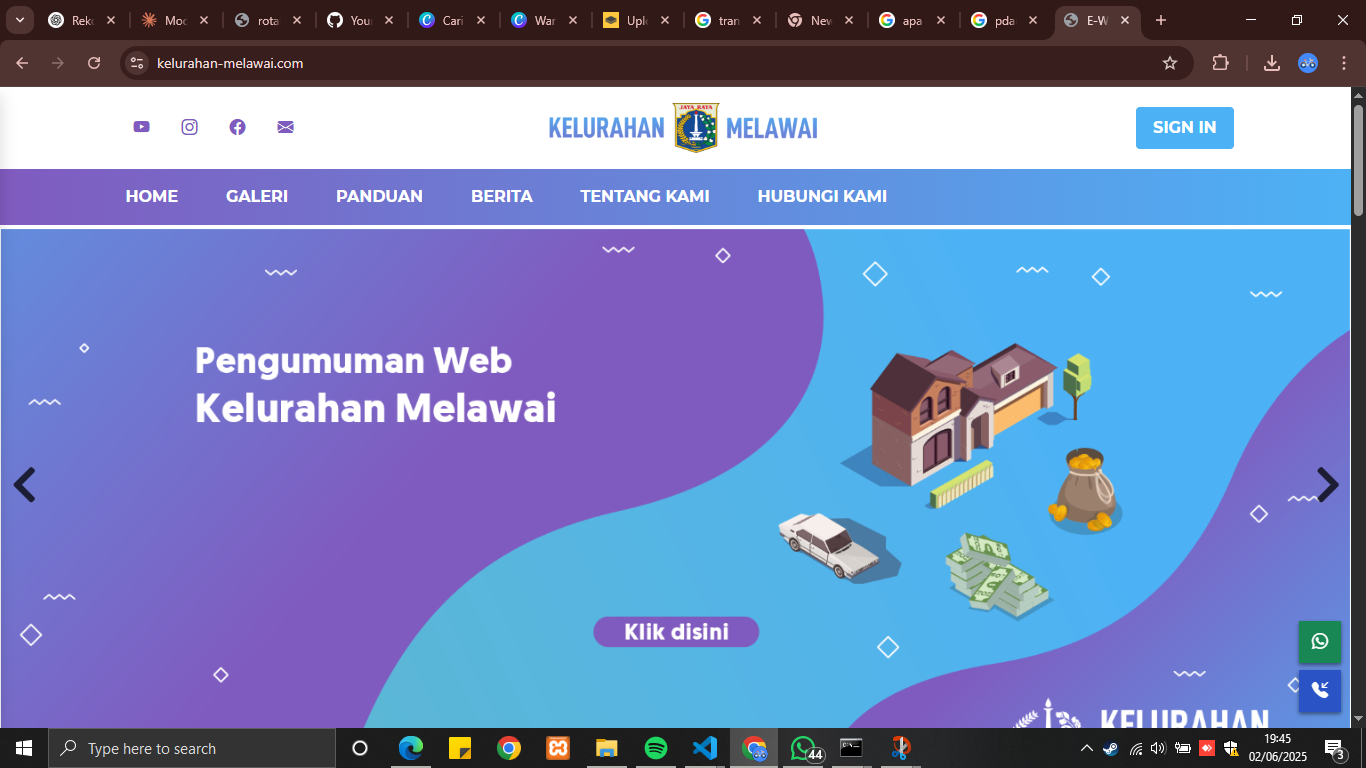 Reko
Moc
rota
You
Cari
War
Uplo
tran
New
apa
pda
E-W
kelurahan-melawai.com
KELURAHAN
JAYA RAYA
MELAWAI
SIGN IN
HOME
GALERI
PANDUAN
BERITA
TENTANG KAMI
HUBUNGI KAMI
Pengumuman Web
Kelurahan Melawai
Klik disini
KELURAHAN
Type here to search
44
19:45
02/06/2025
3